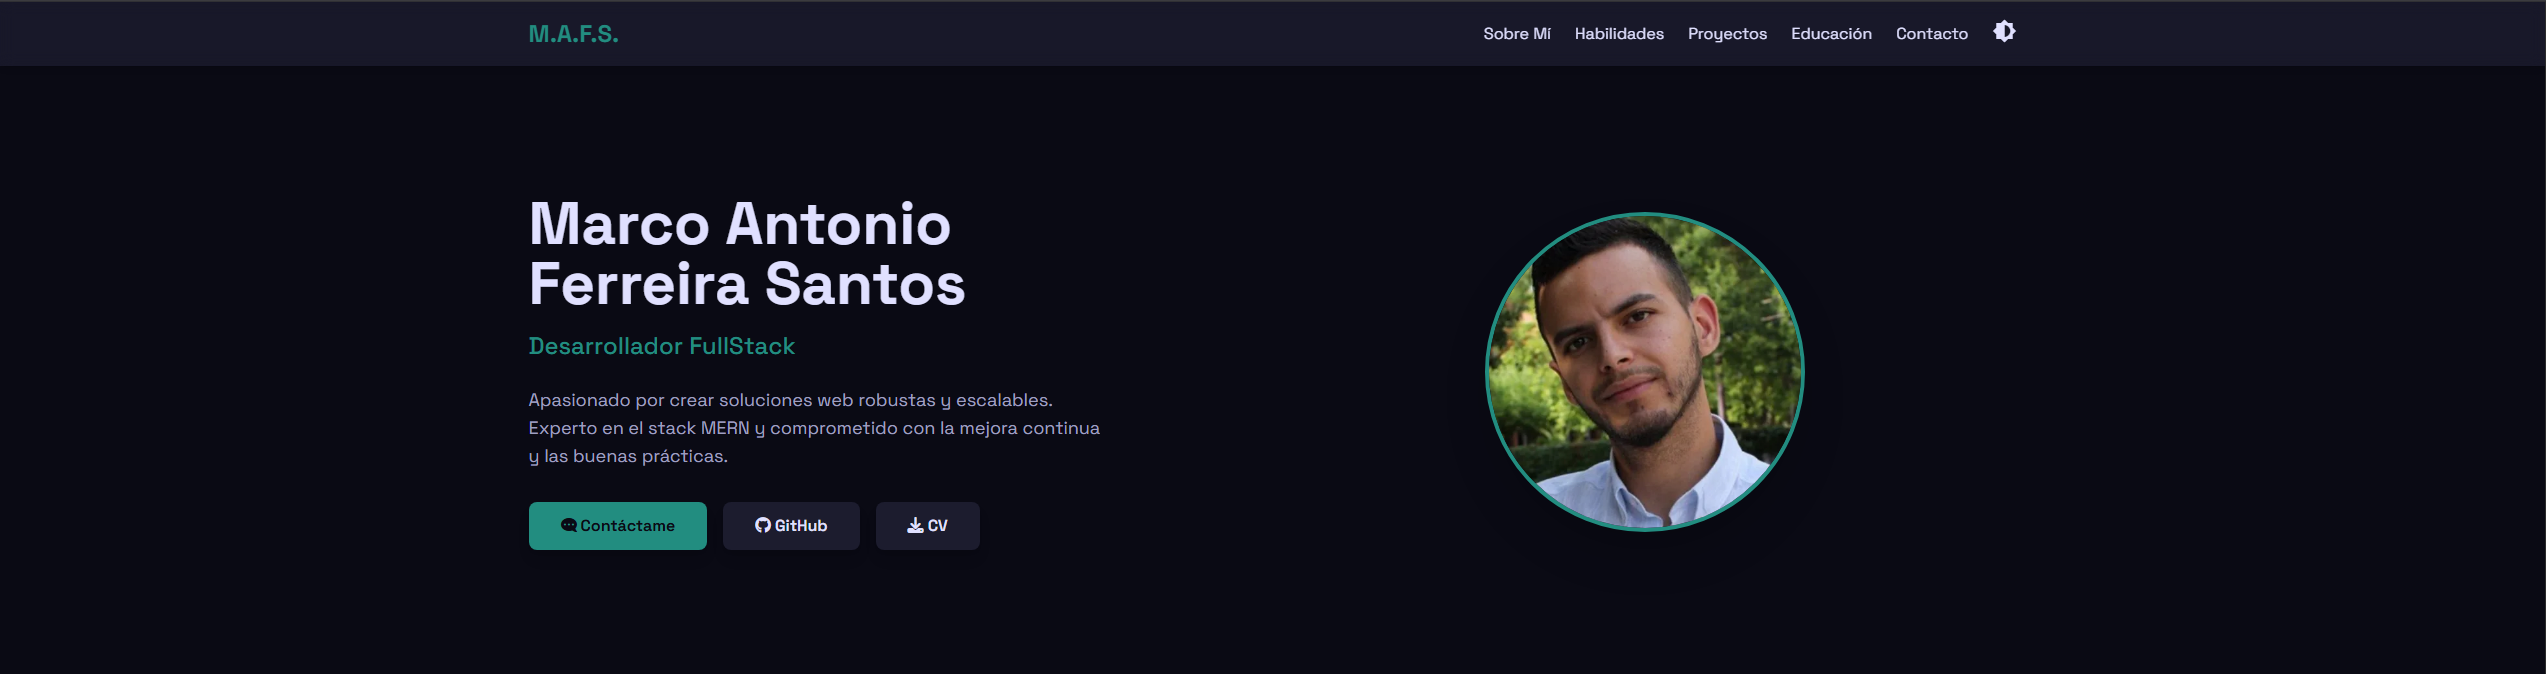 M.A.F.S.
Sobre Mí
Habilidades
Proyectos
Educación
Contacto
Marco Antonio
Ferreira Santos
Desarrollador FullStack
Apasionado por crear soluciones web robustas y escalables.
Experto en el stack MERN y comprometido con la mejora continua
y las buenas prácticas.
Contáctame
GitHub
CV